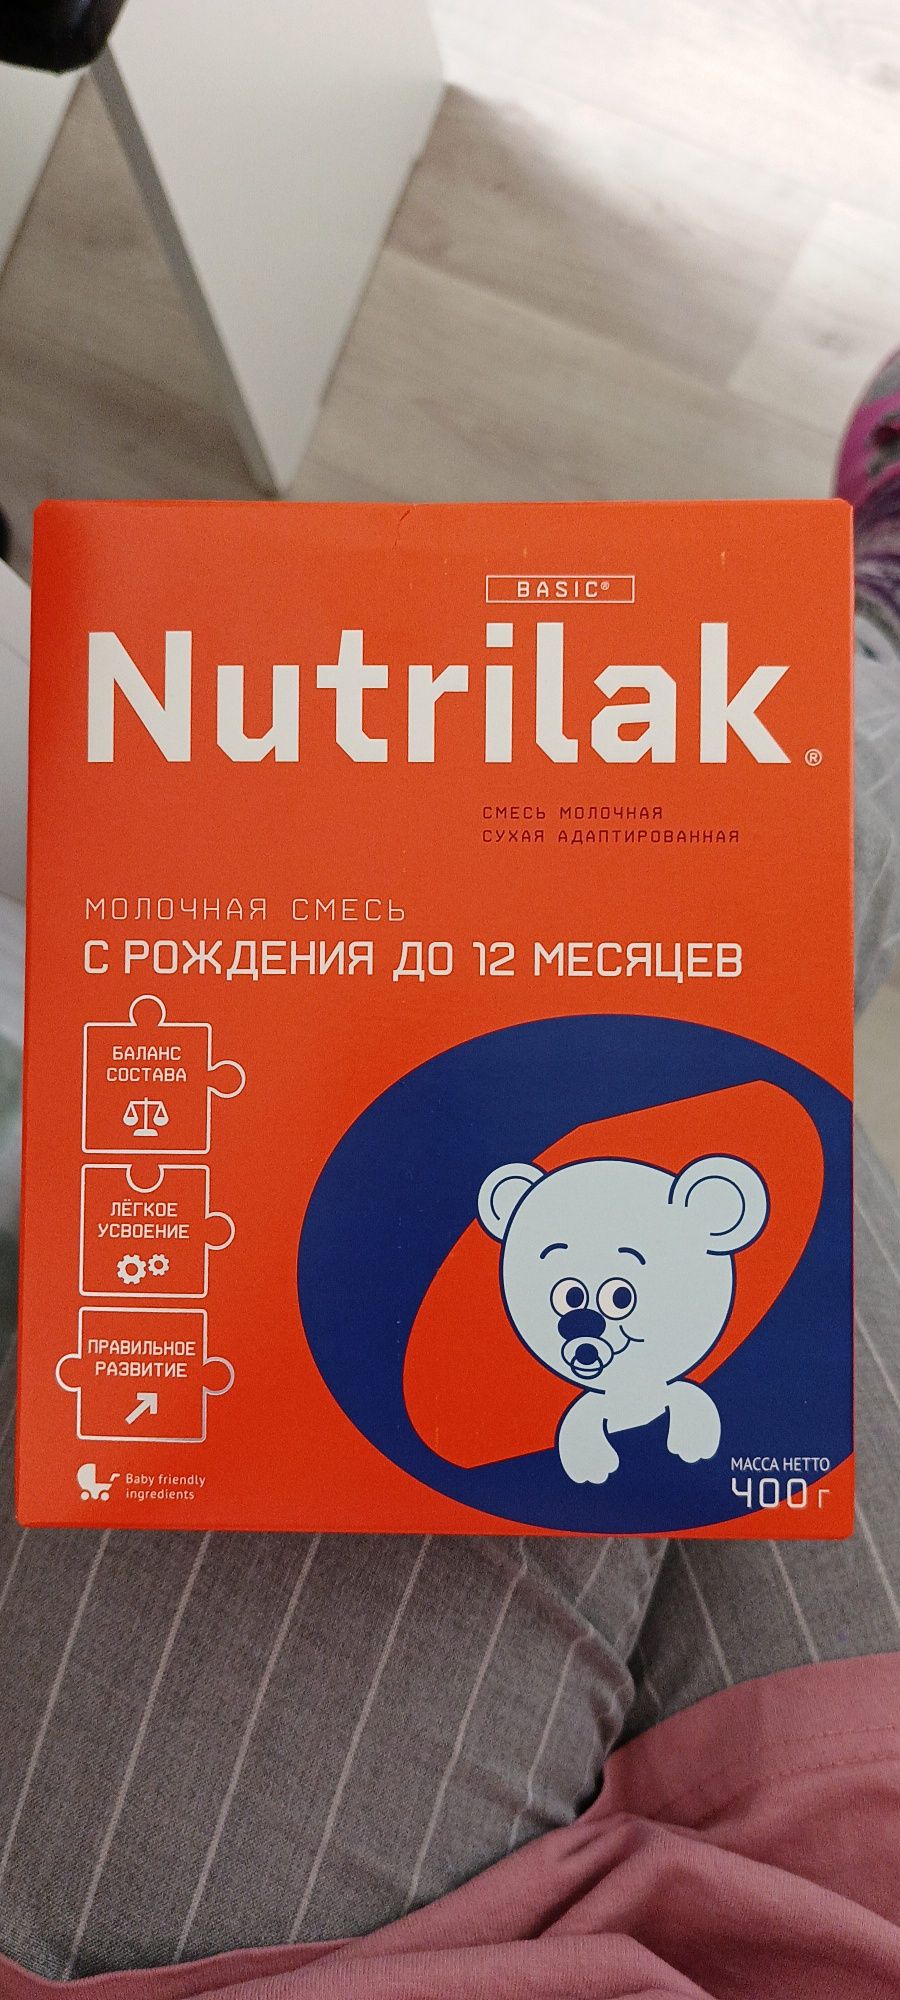 BASIC®
Nutrilak®
СМЕСЬ МОЛОЧНАЯ
СУХАЯ АДАПТИРОВАННАЯ
МОЛОЧНАЯ СМЕСЬ
С РОЖДЕНИЯ ДО 12 МЕСЯЦЕВ
БАЛАНС
СОСТАВА
ЛЁГКОЕ
УСВОЕНИЕ
ПРАВИЛЬНОЕ
РАЗВИТИЕ
Baby friendly
ingredients
МАССА НЕТТО
400 г